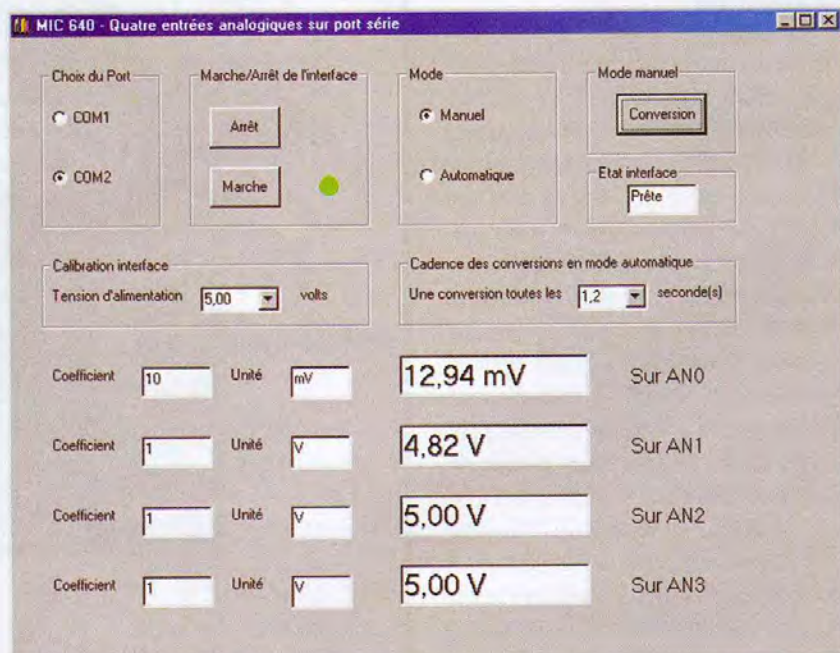 MIC 640 - Quatre entrées analogiques sur port série
Choix du Port
COM1
COM2
Marche/Arrêt de l'interface
Arrêt
Marche
Mode
Manuel
Automatique
Mode manuel
Conversion
Etat interface
Prête
Calibration interface
Tension d'alimentation 5,00 volts
Cadence des conversions en mode automatique
Une conversion toutes les 1,2 seconde(s)
Coefficient 10 Unité mV 12,94 mV Sur AN0
Coefficient 1 Unité V 4,82 V Sur AN1
Coefficient 1 Unité V 5,00 V Sur AN2
Coefficient 1 Unité V 5,00 V Sur AN3